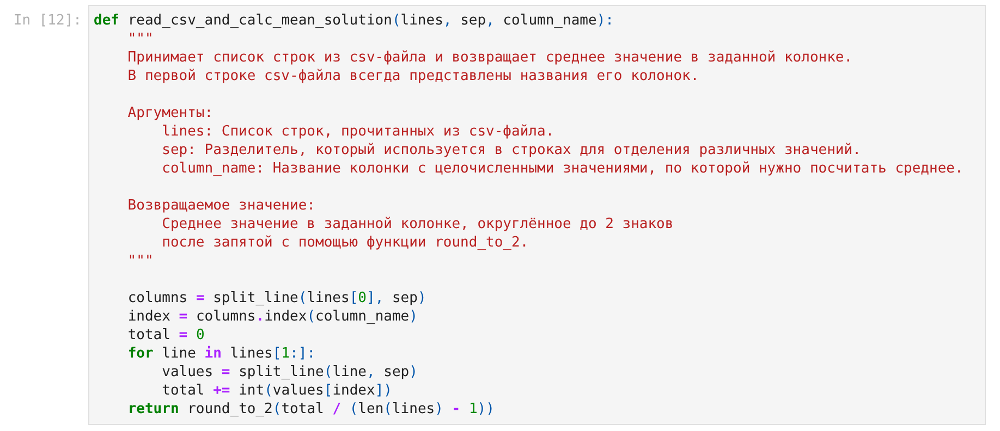 In [12]: def read_csv_and_calc_mean_solution(lines, sep, column_name):
    """
    Принимает список строк из csv-файла и возвращает среднее значение в заданной колонке.
    В первой строке csv-файла всегда представлены названия его колонок.

    Аргументы:
        lines: Список строк, прочитанных из csv-файла.
        sep: Разделитель, который используется в строках для отделения различных значений.
        column_name: Название колонки с целочисленными значениями, по которой нужно посчитать среднее.

    Возвращаемое значение:
        Среднее значение в заданной колонке, округлённое до 2 знаков
        после запятой с помощью функции round_to_2.
    """

    columns = split_line(lines[0], sep)
    index = columns.index(column_name)
    total = 0
    for line in lines[1:]:
        values = split_line(line, sep)
        total += int(values[index])
    return round_to_2(total / (len(lines) - 1))